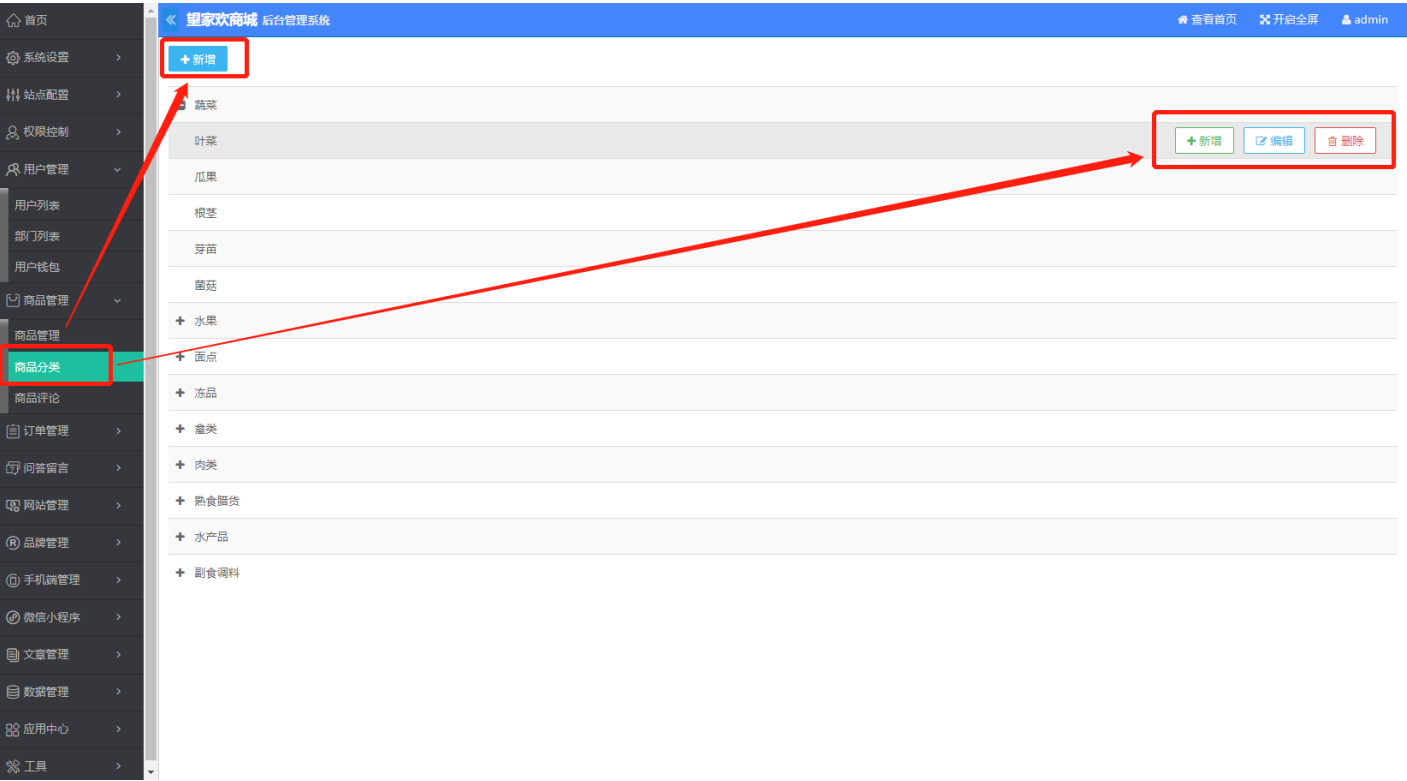 首页
系统设置
站点配置
权限控制
用户管理
用户列表
部门列表
用户钱包
商品管理
商品管理
商品分类
商品评论
订单管理
问答留言
网站管理
品牌管理
手机端管理
微信小程序
文章管理
数据管理
应用中心
工具
望家欢商城 后台管理系统
查看首页 开启全屏 admin
新增
蔬菜
叶菜 新增 编辑 删除
瓜果
根茎
芽苗
菌菇
水果
面点
冻品
禽类
肉类
熟食腊货
水产品
副食调料